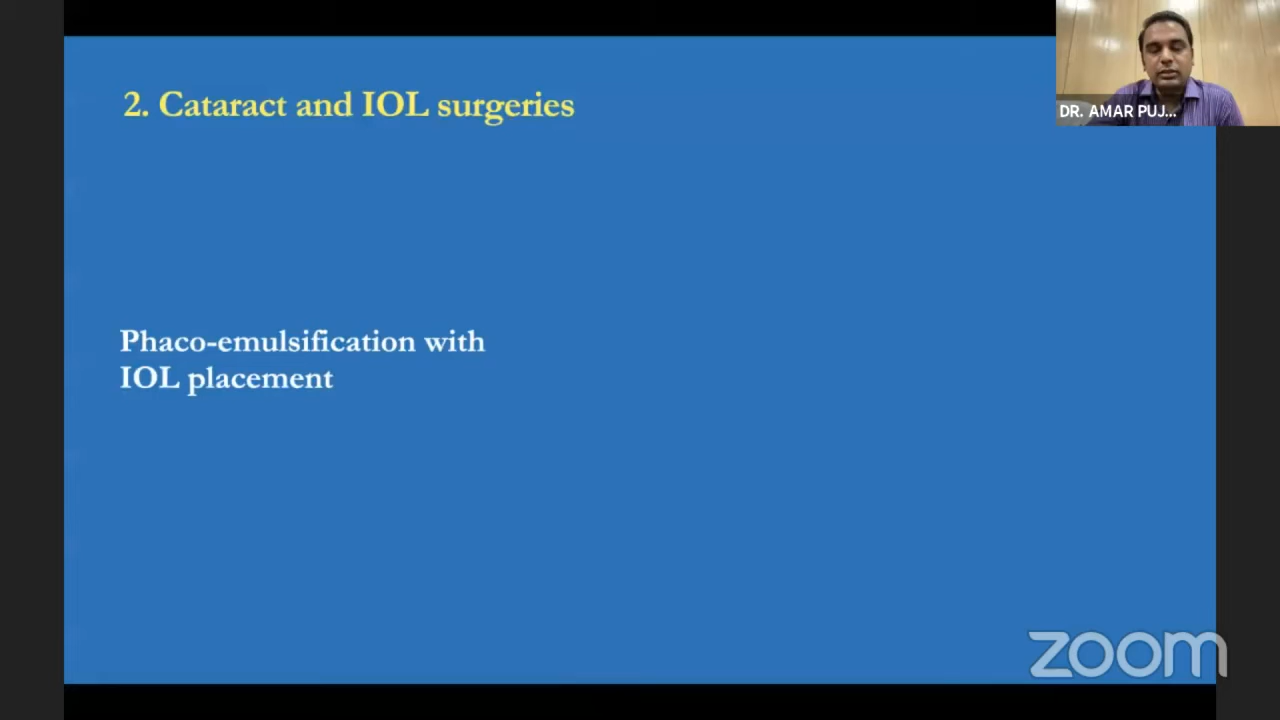 2. Cataract and IOL surgeries
DR. AMAR PUJ...
Phaco-emulsification with
IOL placement
zoom